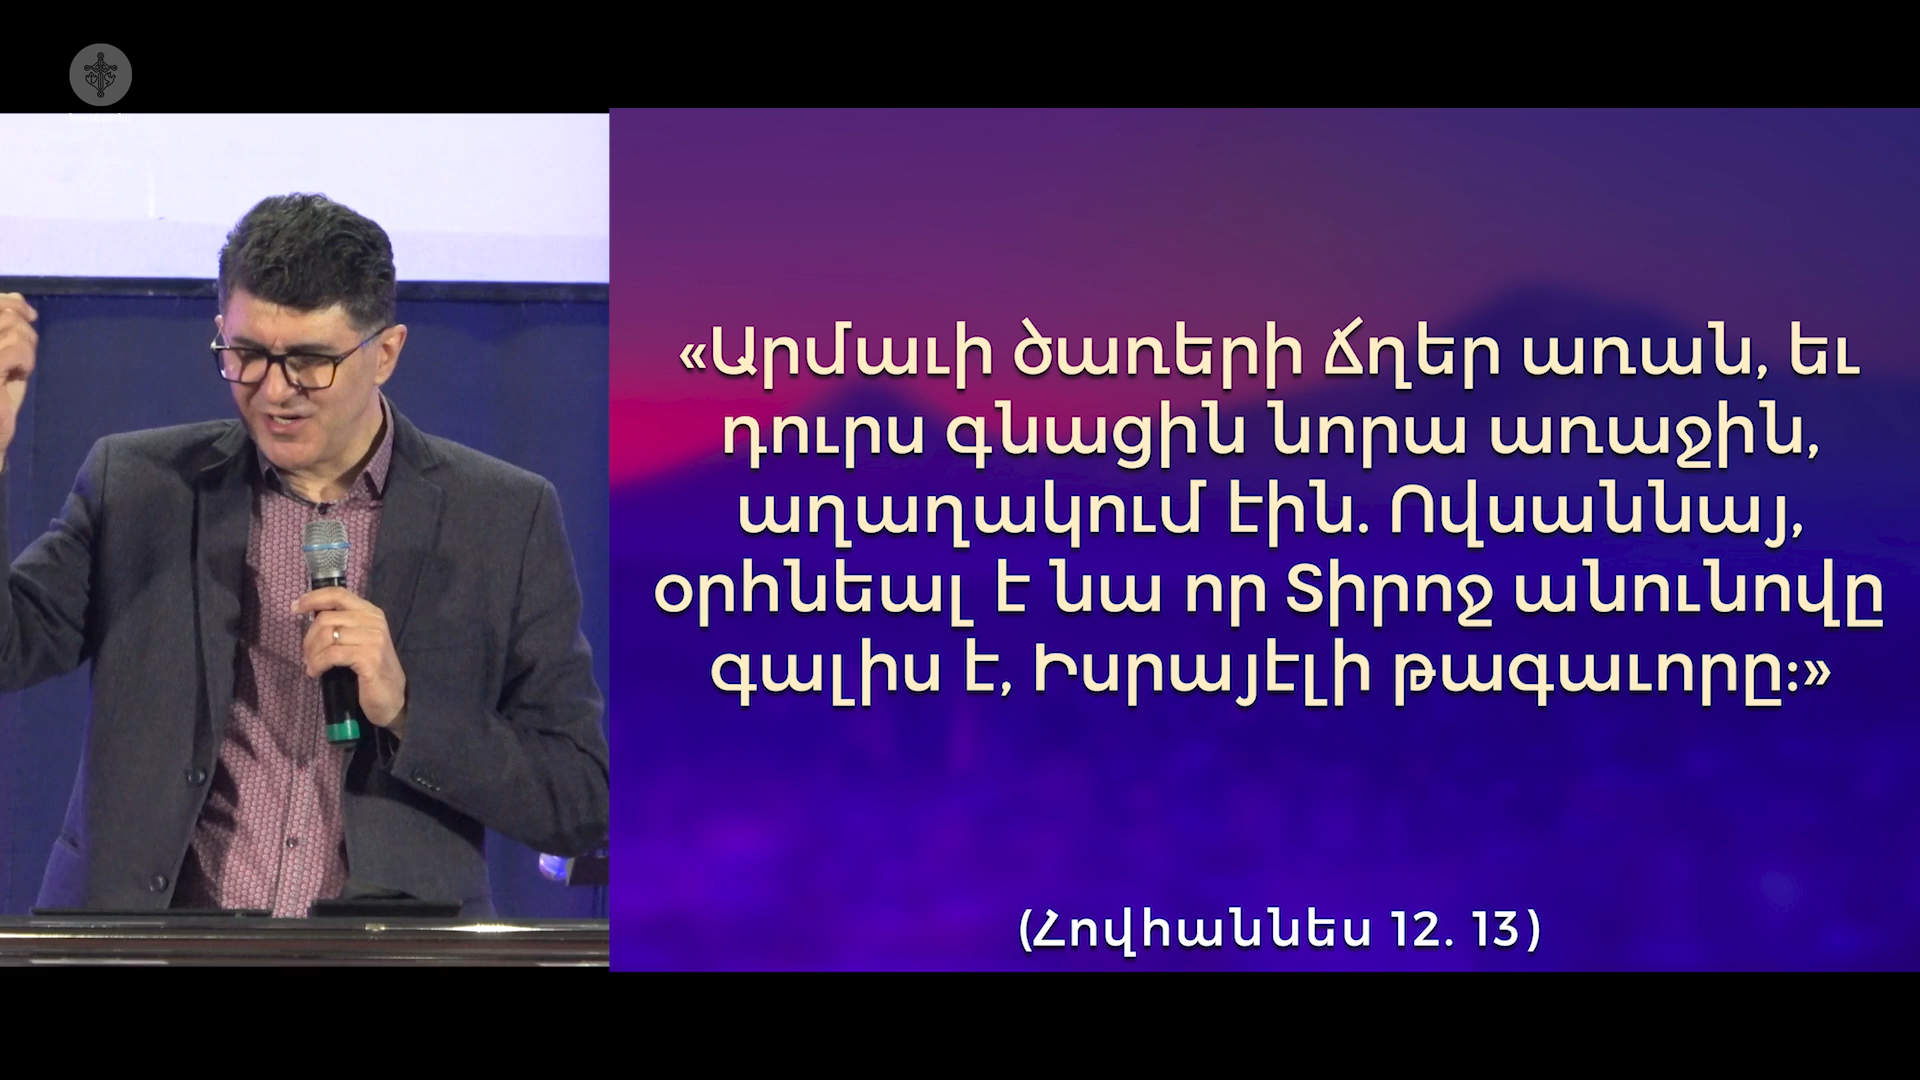 «Արմաւի ծառերի ճղեր առան, եւ
դուրս գնացին նորա առաջին,
աղաղակում էին. Ովսաննայ,
օրհնեալ է նա որ Տիրոջ անունովը
գալիս է, Իսրայէլի թագաւորը։»
(Հովհաննես 12. 13)